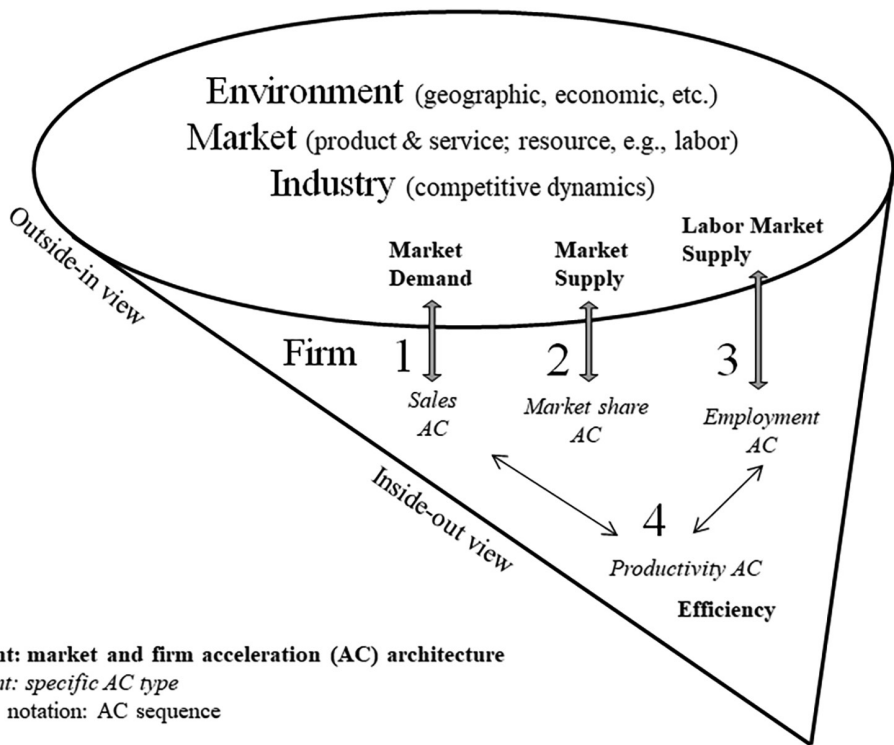 Environment (geographic, economic, etc.)
Market (product & service; resource, e.g., labor)
Industry (competitive dynamics)
Outside-in view
Market
Demand
Market
Supply
Labor Market
Supply
Firm
1
2
3
Sales
AC
Market share
AC
Employment
AC
Inside-out view
4
Productivity AC
Efficiency
nt: market and firm acceleration (AC) architecture
nt: specific AC type
notation: AC sequence